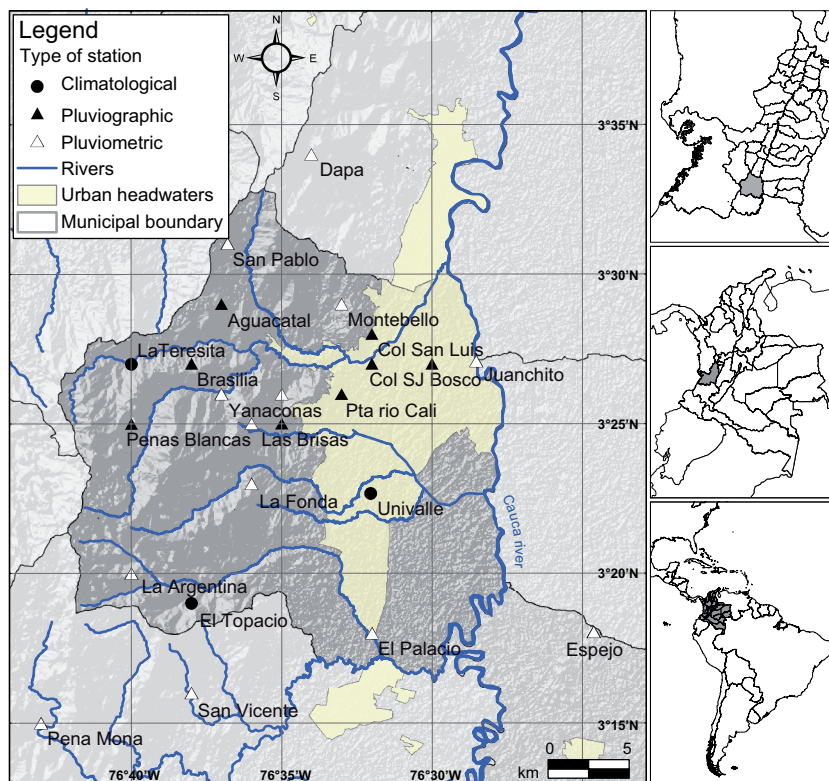 Legend
Type of station
Climatological
Pluviographic
Pluviometric
Rivers
Urban headwaters
Municipal boundary
N
W E
S
3°35'N
Dapa
San Pablo
3°30'N
Aguacatal
Montebello
LaTeresita
Col San Luis
Juanchito
Brasilia
Col SJ Bosco
Yanaconas
Pta rio Cali
3°25'N
Penas Blancas
Las Brisas
La Fonda
Univalle
Cauca river
3°20'N
La Argentina
El Topacio
El Palacio
Espejo
San Vicente
3°15'N
Pena Mona
76°40'W 76°35'W 76°30'W
0 5
km